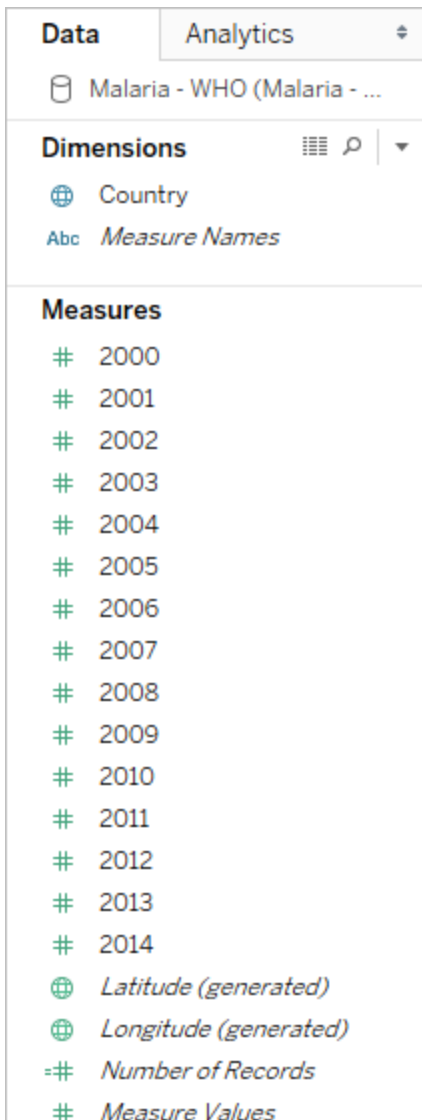 Data Analytics
Malaria - WHO (Malaria - ...
Dimensions
Country
Abc Measure Names
Measures
# 2000
# 2001
# 2002
# 2003
# 2004
# 2005
# 2006
# 2007
# 2008
# 2009
# 2010
# 2011
# 2012
# 2013
# 2014
Latitude (generated)
Longitude (generated)
=# Number of Records
# Measure Values